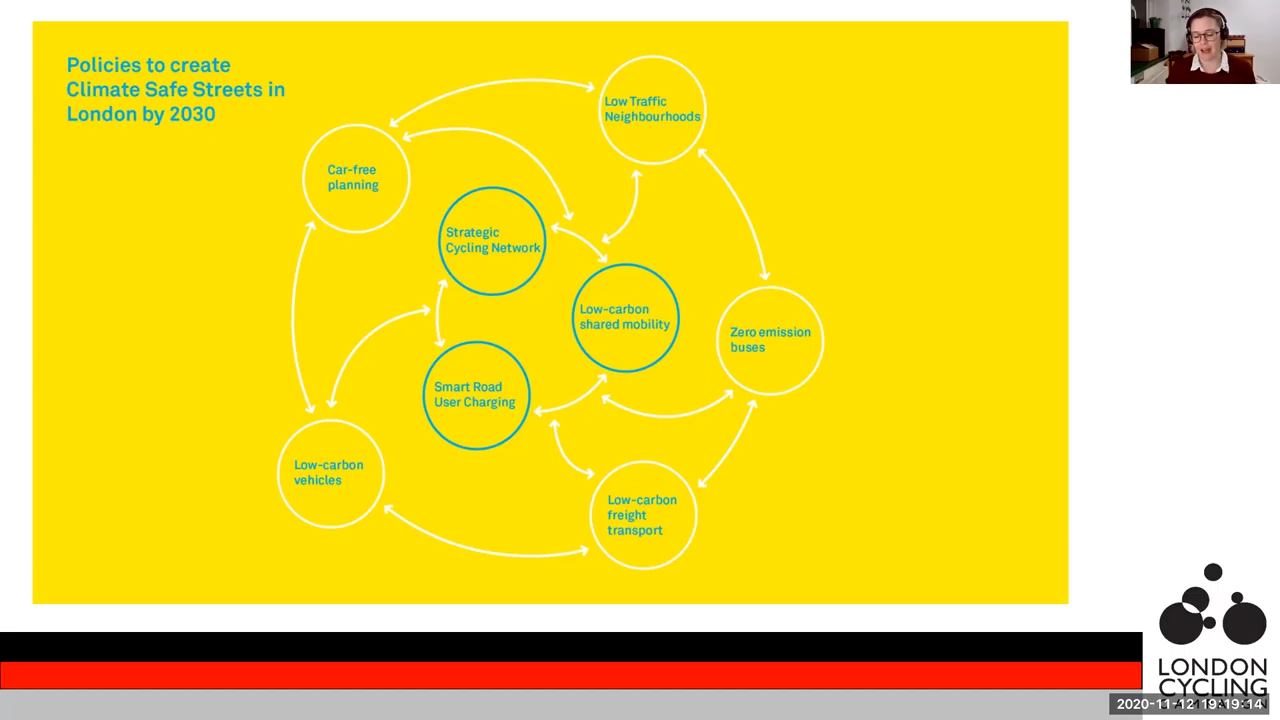 Policies to create
Climate Safe Streets in
London by 2030
Low Traffic
Neighbourhoods
Car-free
planning
Strategic
Cycling Network
Low-carbon
shared mobility
Zero emission
buses
Smart Road
User Charging
Low-carbon
vehicles
Low-carbon
freight
transport
LONDON
CYCLING
CAMPAIGN
2020-11-12 19:19:14